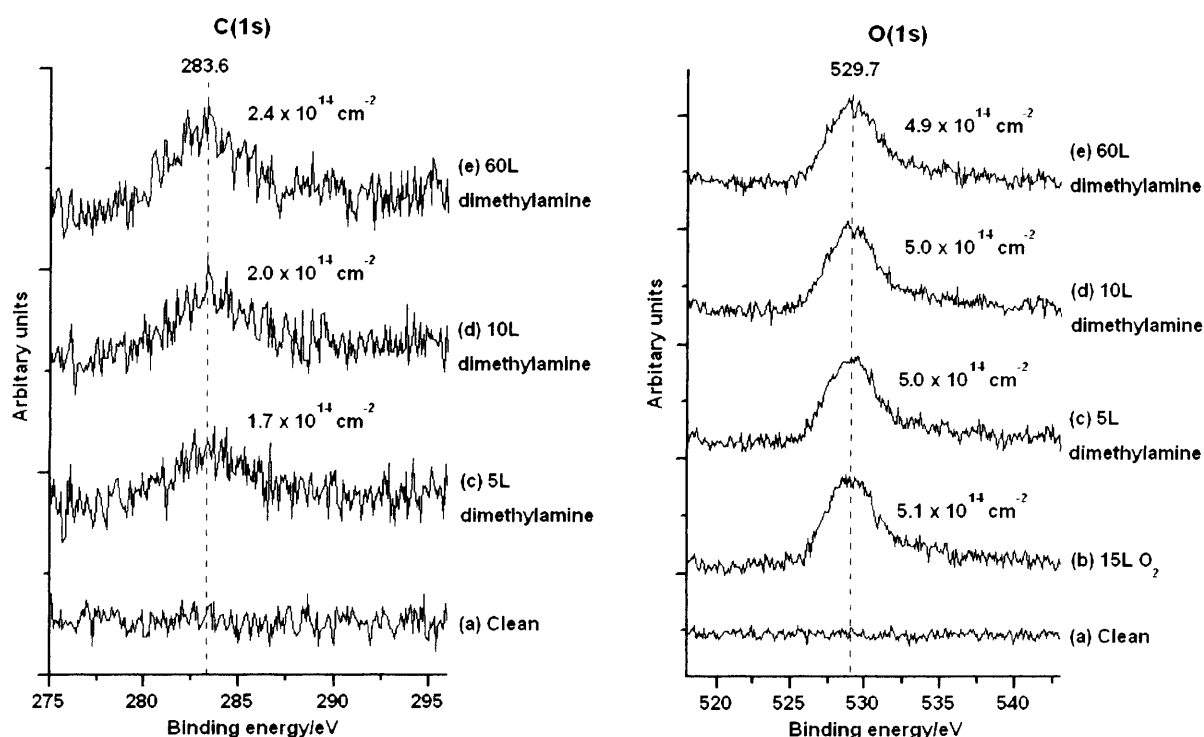 C(1s)
283.6
2.4 x 10^14 cm^-2
(e) 60L
dimethylamine
2.0 x 10^14 cm^-2
(d) 10L
dimethylamine
1.7 x 10^14 cm^-2
(c) 5L
dimethylamine
(a) Clean
Arbitary units
275 280 285 290 295
Binding energy/eV
O(1s)
529.7
4.9 x 10^14 cm^-2
(e) 60L
dimethylamine
5.0 x 10^14 cm^-2
(d) 10L
dimethylamine
5.0 x 10^14 cm^-2
(c) 5L
dimethylamine
5.1 x 10^14 cm^-2
(b) 15L O2
(a) Clean
Arbitary units
520 525 530 535 540
Binding energy/eV